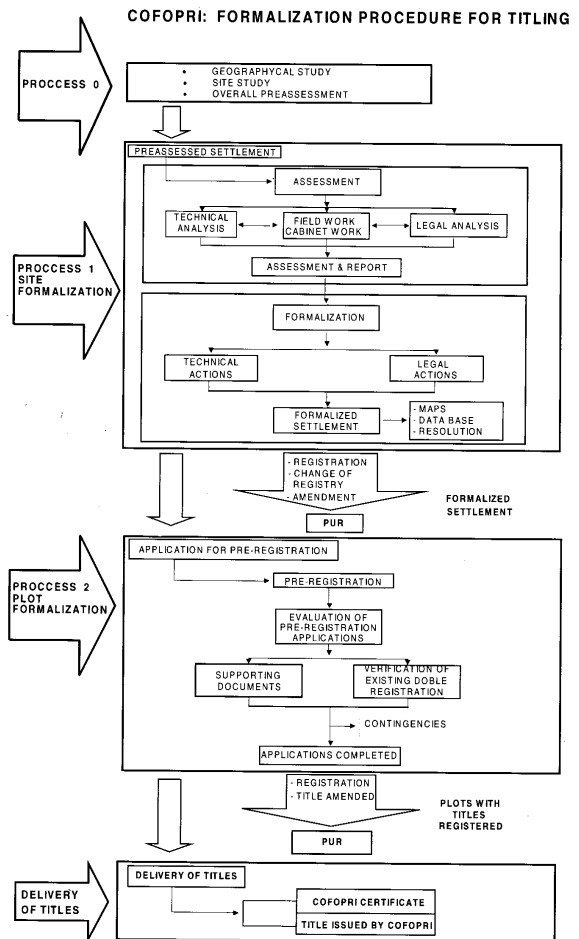 COFOPRI: FORMALIZATION PROCEDURE FOR TITLING
PROCCESS 0
• GEOGRAPHYCAL STUDY
• SITE STUDY
• OVERALL PREASSESSMENT
PREASSESSED SETTLEMENT
ASSESSMENT
TECHNICAL
ANALYSIS
FIELD WORK
CABINET WORK
LEGAL ANALYSIS
ASSESSMENT & REPORT
PROCCESS 1
SITE
FORMALIZATION
FORMALIZATION
TECHNICAL
ACTIONS
LEGAL
ACTIONS
FORMALIZED
SETTLEMENT
- MAPS
- DATA BASE
- RESOLUTION
- REGISTRATION
- CHANGE OF
REGISTRY
- AMENDMENT
FORMALIZED
SETTLEMENT
PUR
APPLICATION FOR PRE-REGISTRATION
PROCCESS 2
PLOT
FORMALIZATION
PRE-REGISTRATION
EVALUATION OF
PRE-REGISTRATION
APPLICATIONS
SUPPORTING
DOCUMENTS
VERIFICATION OF
EXISTING DOBLE
REGISTRATION
CONTINGENCIES
APPLICATIONS COMPLETED
- REGISTRATION
- TITLE AMENDED
PLOTS WITH
TITLES
REGISTERED
PUR
DELIVERY
OF TITLES
DELIVERY OF TITLES
COFOPRI CERTIFICATE
TITLE ISSUED BY COFOPRI